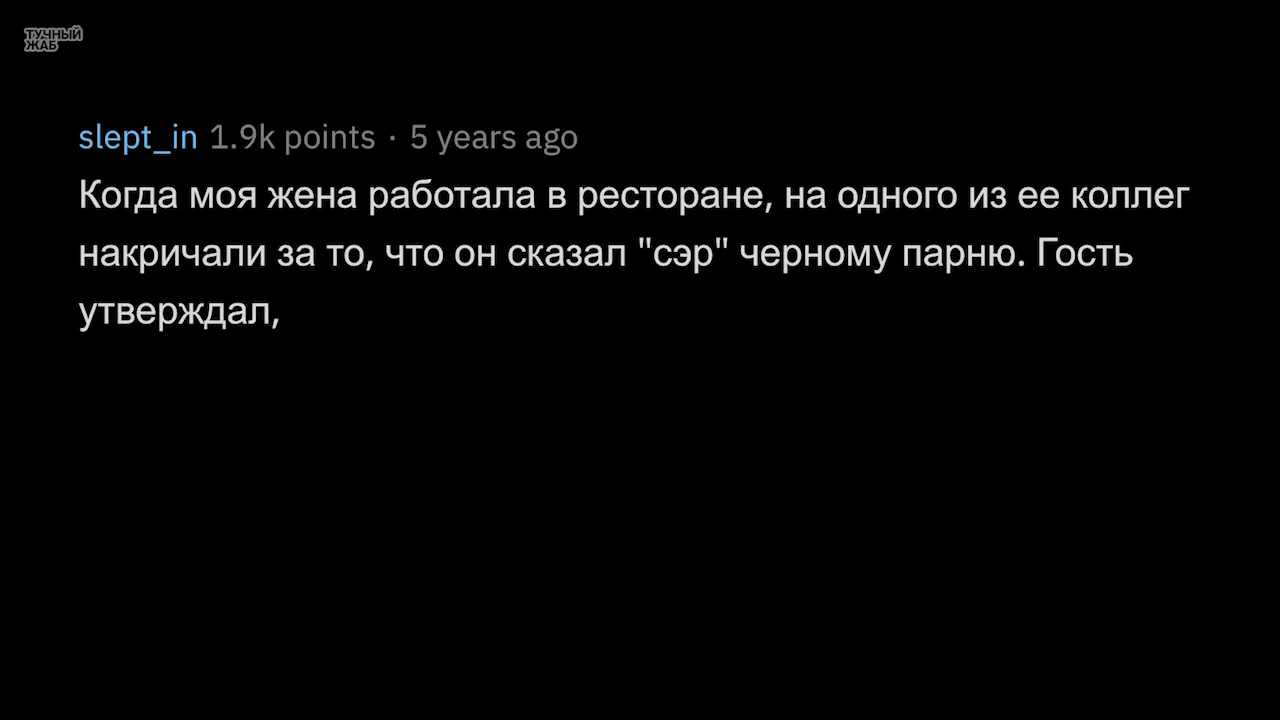 ТУЧНЫЙ
ЖАБ
slept_in 1.9k points · 5 years ago
Когда моя жена работала в ресторане, на одного из ее коллег
накричали за то, что он сказал "сэр" черному парню. Гость
утверждал,